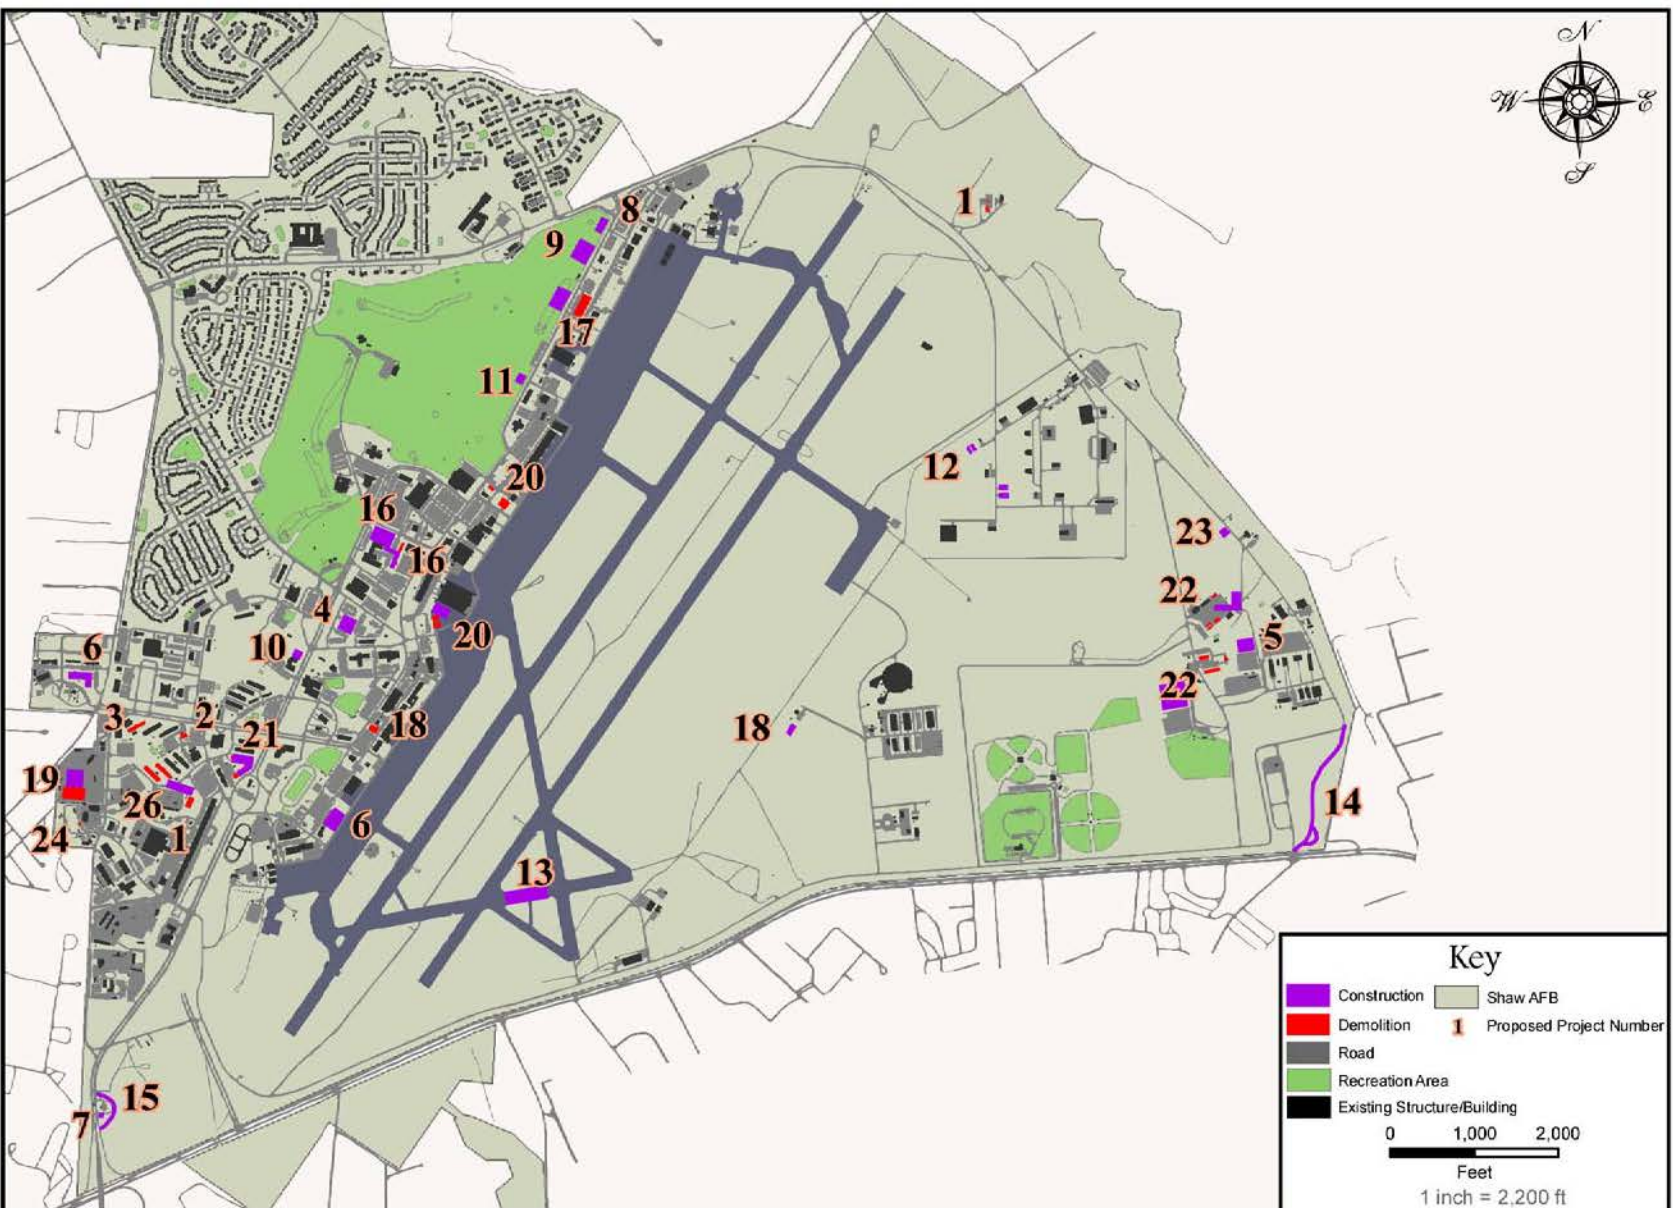 N
W E
S
1
8
9
17
11
20
12
16
23
16
22
4
20
10
5
6
22
3
2
18
21
18
19
14
26
6
24
1
13
15
7
Key
Construction Shaw AFB
Demolition 1 Proposed Project Number
Road
Recreation Area
Existing Structure/Building
0 1,000 2,000
Feet
1 inch = 2,200 ft